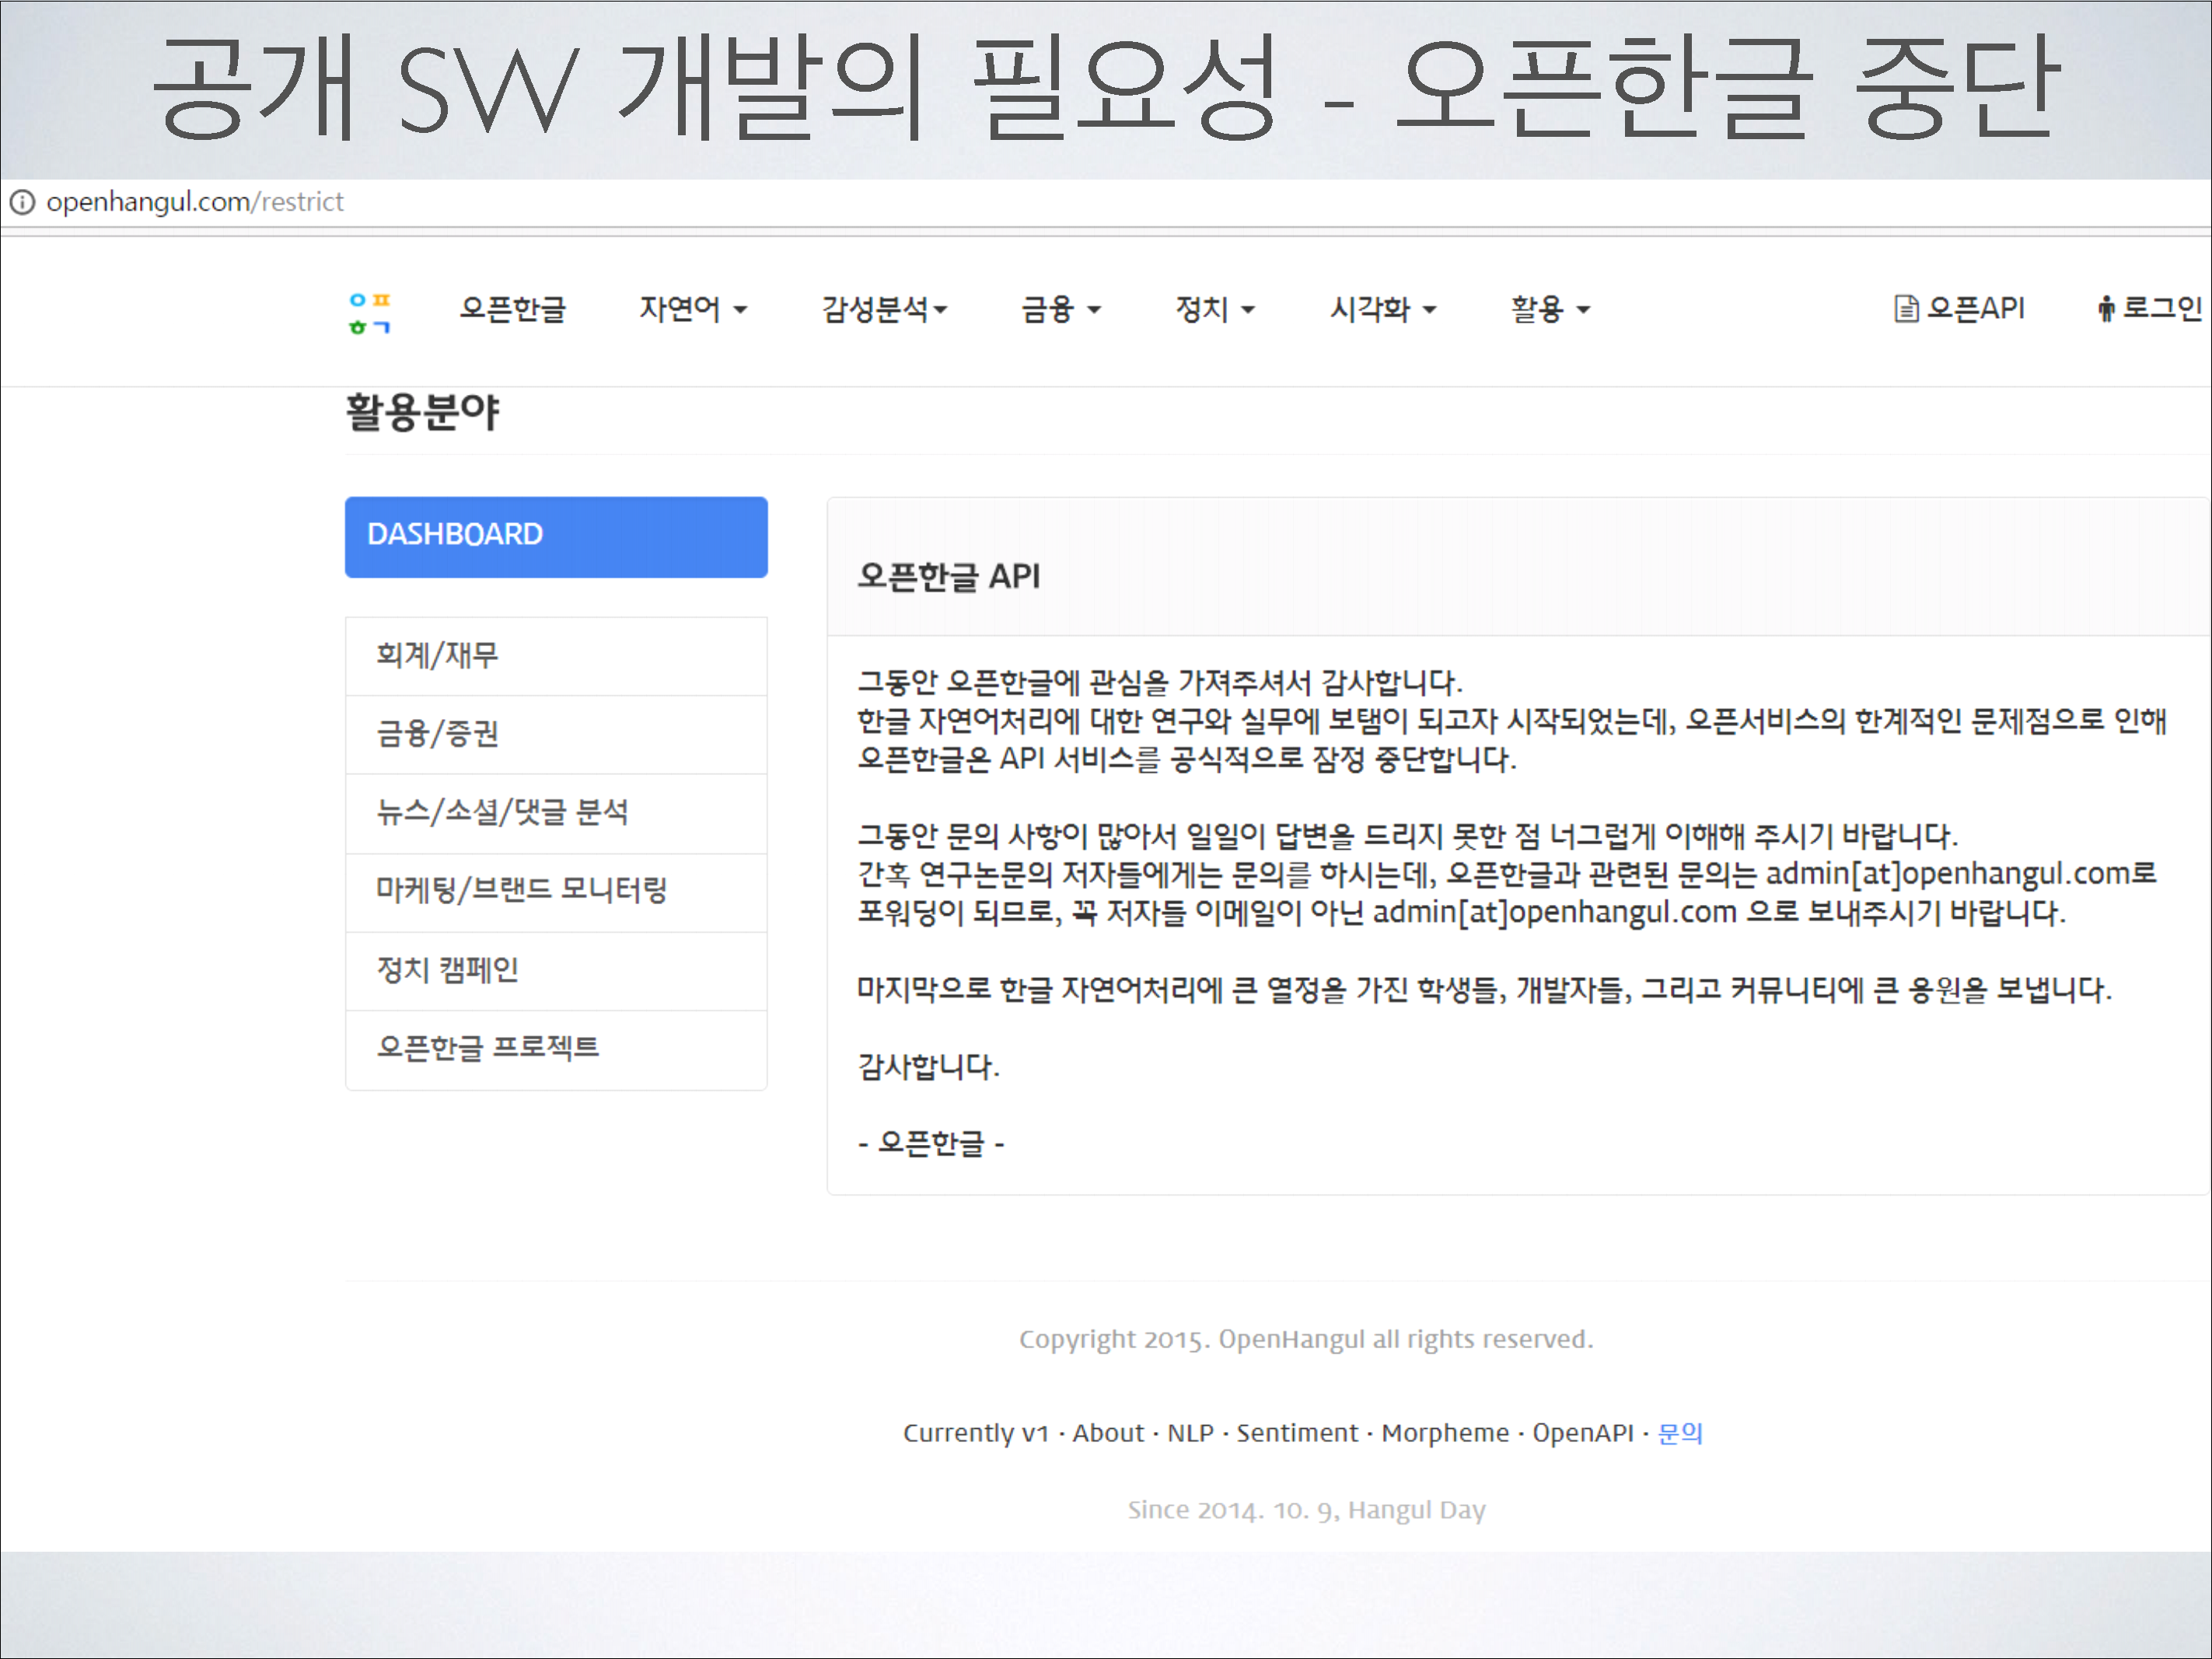 공개 SW 개발의 필요성 - 오픈한글 중단
openhangul.com/restrict
ㅇㅍ
ㅎㄱ
오픈한글 자연어 감성분석 금융 정치 시각화 활용 오픈API 로그인
활용분야
DASHBOARD
회계/재무
금융/증권
뉴스/소셜/댓글 분석
마케팅/브랜드 모니터링
정치 캠페인
오픈한글 프로젝트
오픈한글 API
그동안 오픈한글에 관심을 가져주셔서 감사합니다.
한글 자연어처리에 대한 연구와 실무에 보탬이 되고자 시작되었는데, 오픈서비스의 한계적인 문제점으로 인해
오픈한글은 API 서비스를 공식적으로 잠정 중단합니다.
그동안 문의 사항이 많아서 일일이 답변을 드리지 못한 점 너그럽게 이해해 주시기 바랍니다.
간혹 연구논문의 저자들에게는 문의를 하시는데, 오픈한글과 관련된 문의는 admin[at]openhangul.com로
포워딩이 되므로, 꼭 저자들 이메일이 아닌 admin[at]openhangul.com 으로 보내주시기 바랍니다.
마지막으로 한글 자연어처리에 큰 열정을 가진 학생들, 개발자들, 그리고 커뮤니티에 큰 응원을 보냅니다.
감사합니다.
- 오픈한글 -
Copyright 2015. OpenHangul all rights reserved.
Currently v1 · About · NLP · Sentiment · Morpheme · OpenAPI · 문의
Since 2014. 10. 9, Hangul Day